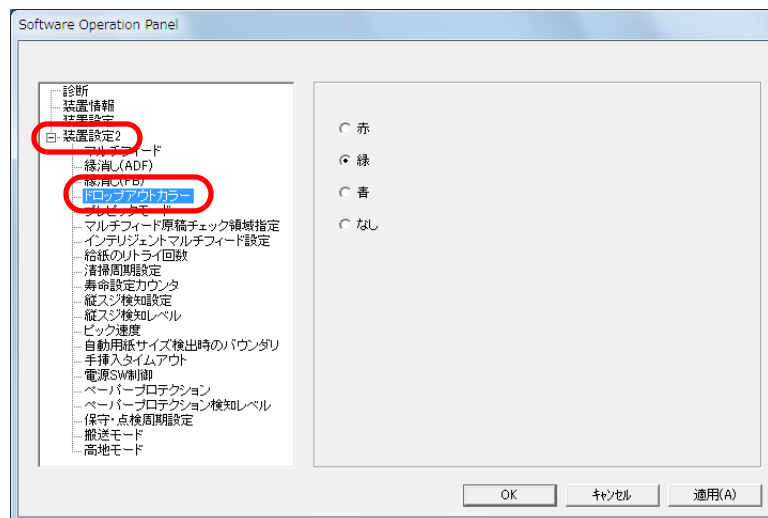 Software Operation Panel
診断
装置情報
装置設定
装置設定2
マルチフィード
縁消し(ADF)
縁消し(FB)
ドロップアウトカラー
プレピックモード
マルチフィード原稿チェック領域指定
インテリジェントマルチフィード設定
給紙のリトライ回数
清掃周期設定
寿命設定カウンタ
縦スジ検知設定
縦スジ検知レベル
ピック速度
自動用紙サイズ検出時のバウンダリ
手挿入タイムアウト
電源SW制御
ペーパープロテクション
ペーパープロテクション検知レベル
保守・点検周期設定
搬送モード
高地モード
赤
緑
青
なし
OK
キャンセル
適用(A)